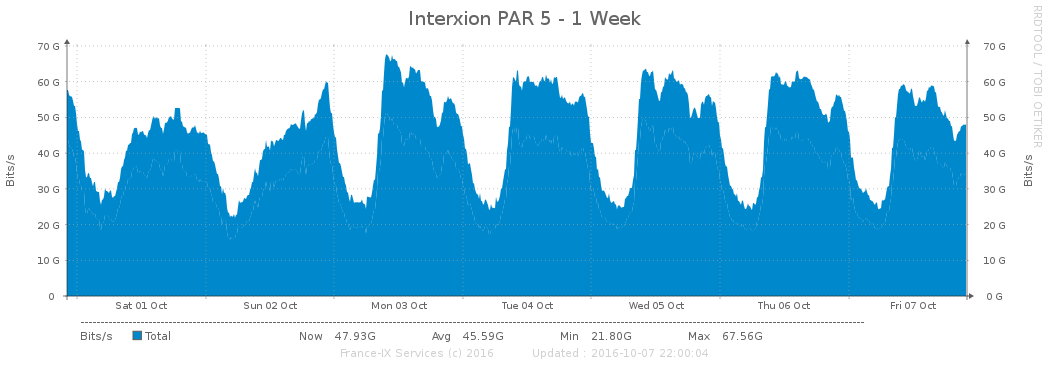 Interxion PAR 5 - 1 Week
RRDTOOL / TOBI OETIKER
Bits/s
70 G 70 G
60 G 60 G
50 G 50 G
40 G 40 G
30 G 30 G
20 G 20 G
10 G 10 G
0 0 G
Bits/s
Sat 01 Oct Sun 02 Oct Mon 03 Oct Tue 04 Oct Wed 05 Oct Thu 06 Oct Fri 07 Oct
Bits/s Total Now 47.93G Avg 45.59G Min 21.80G Max 67.56G
France-IX Services (c) 2016 Updated : 2016-10-07 22:00:04